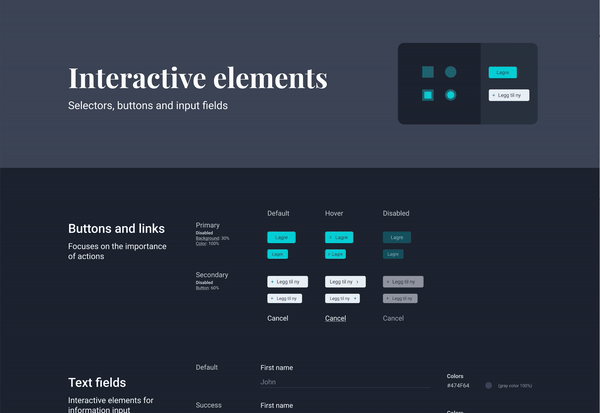 Interactive elements
Selectors, buttons and input fields
Lagre
+ Legg til ny
Buttons and links
Focuses on the importance
of actions
Default
Hover
Disabled
Primary
Disabled
Background: 30%
Color: 100%
Lagre
+ Lagre
Lagre
Lagre
+ Lagre
Lagre
Secondary
Disabled
Button: 60%
+ Legg til ny
Legg til ny +
+ Legg til ny
+ Legg til ny
Legg til ny +
+ Legg til ny
Cancel
Cancel
Cancel
Text fields
Interactive elements for
information input
Default
First name
John
Success
First name
Colors
#474F64
(gray color 100%)
Colors